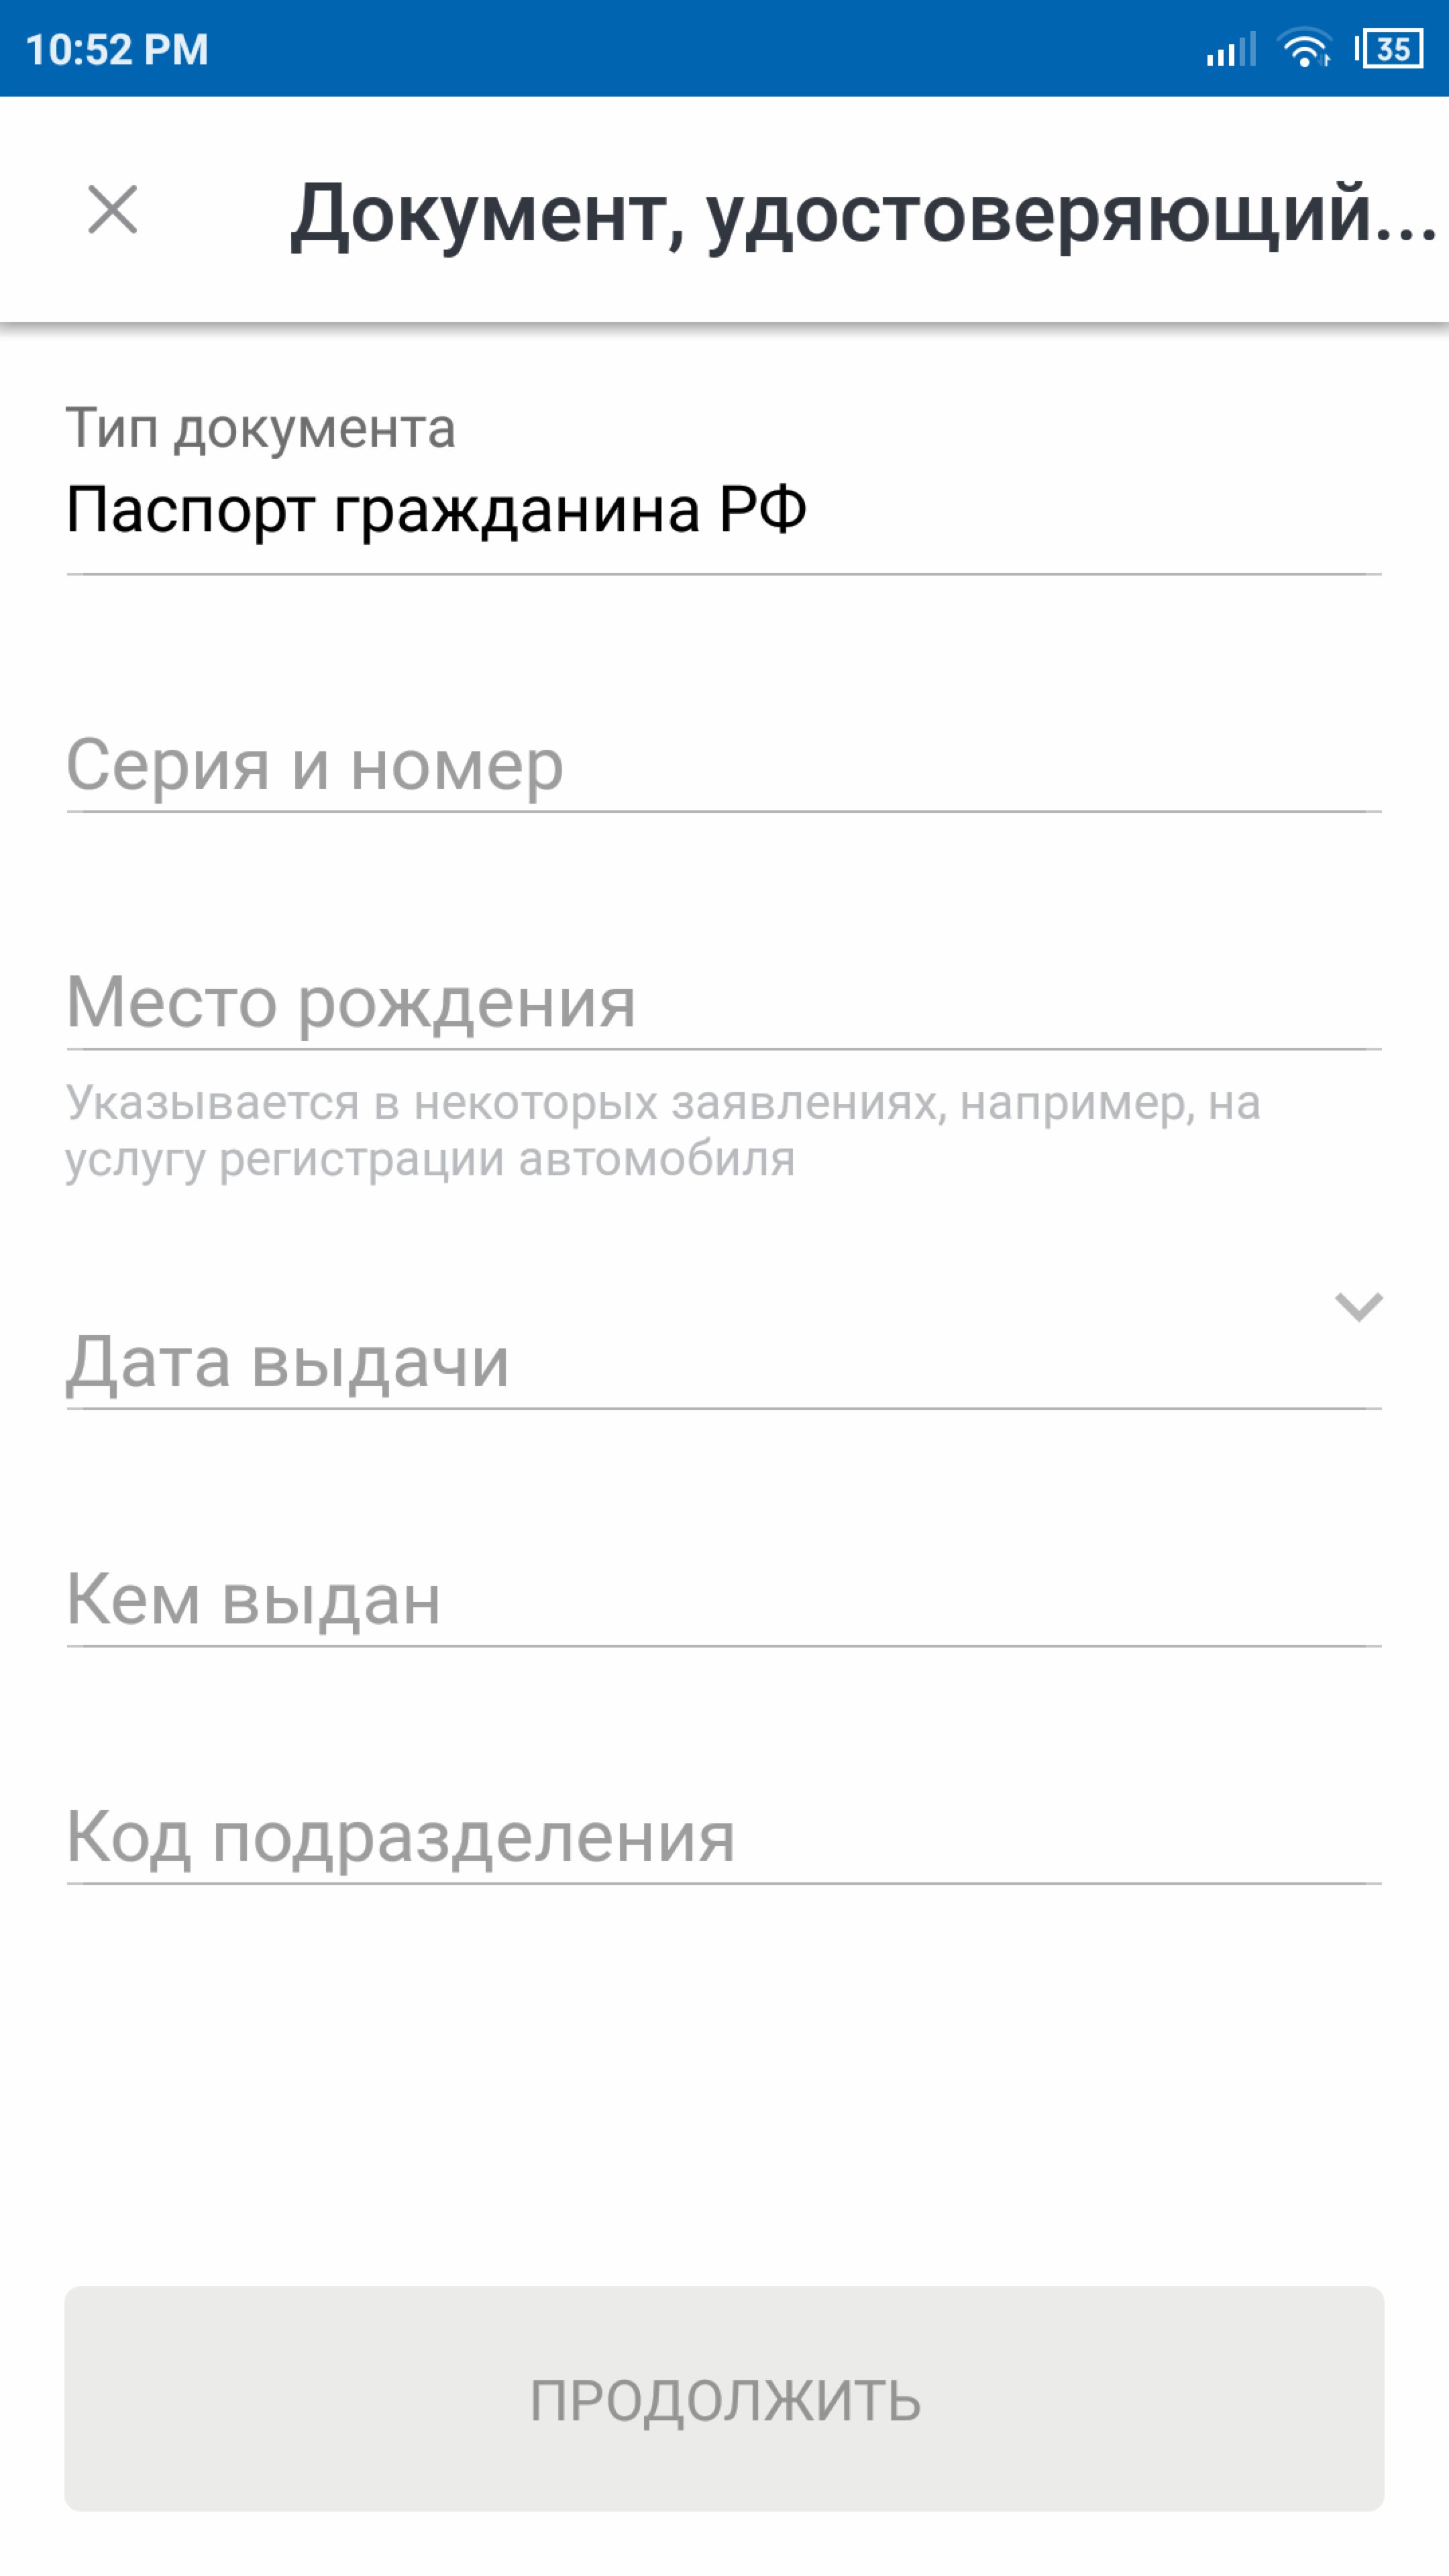 10:52 PM
35
Документ, удостоверяющий...
Тип документа
Паспорт гражданина РФ
Серия и номер
Место рождения
Указывается в некоторых заявлениях, например, на
услугу регистрации автомобиля
Дата выдачи
Кем выдан
Код подразделения
ПРОДОЛЖИТЬ